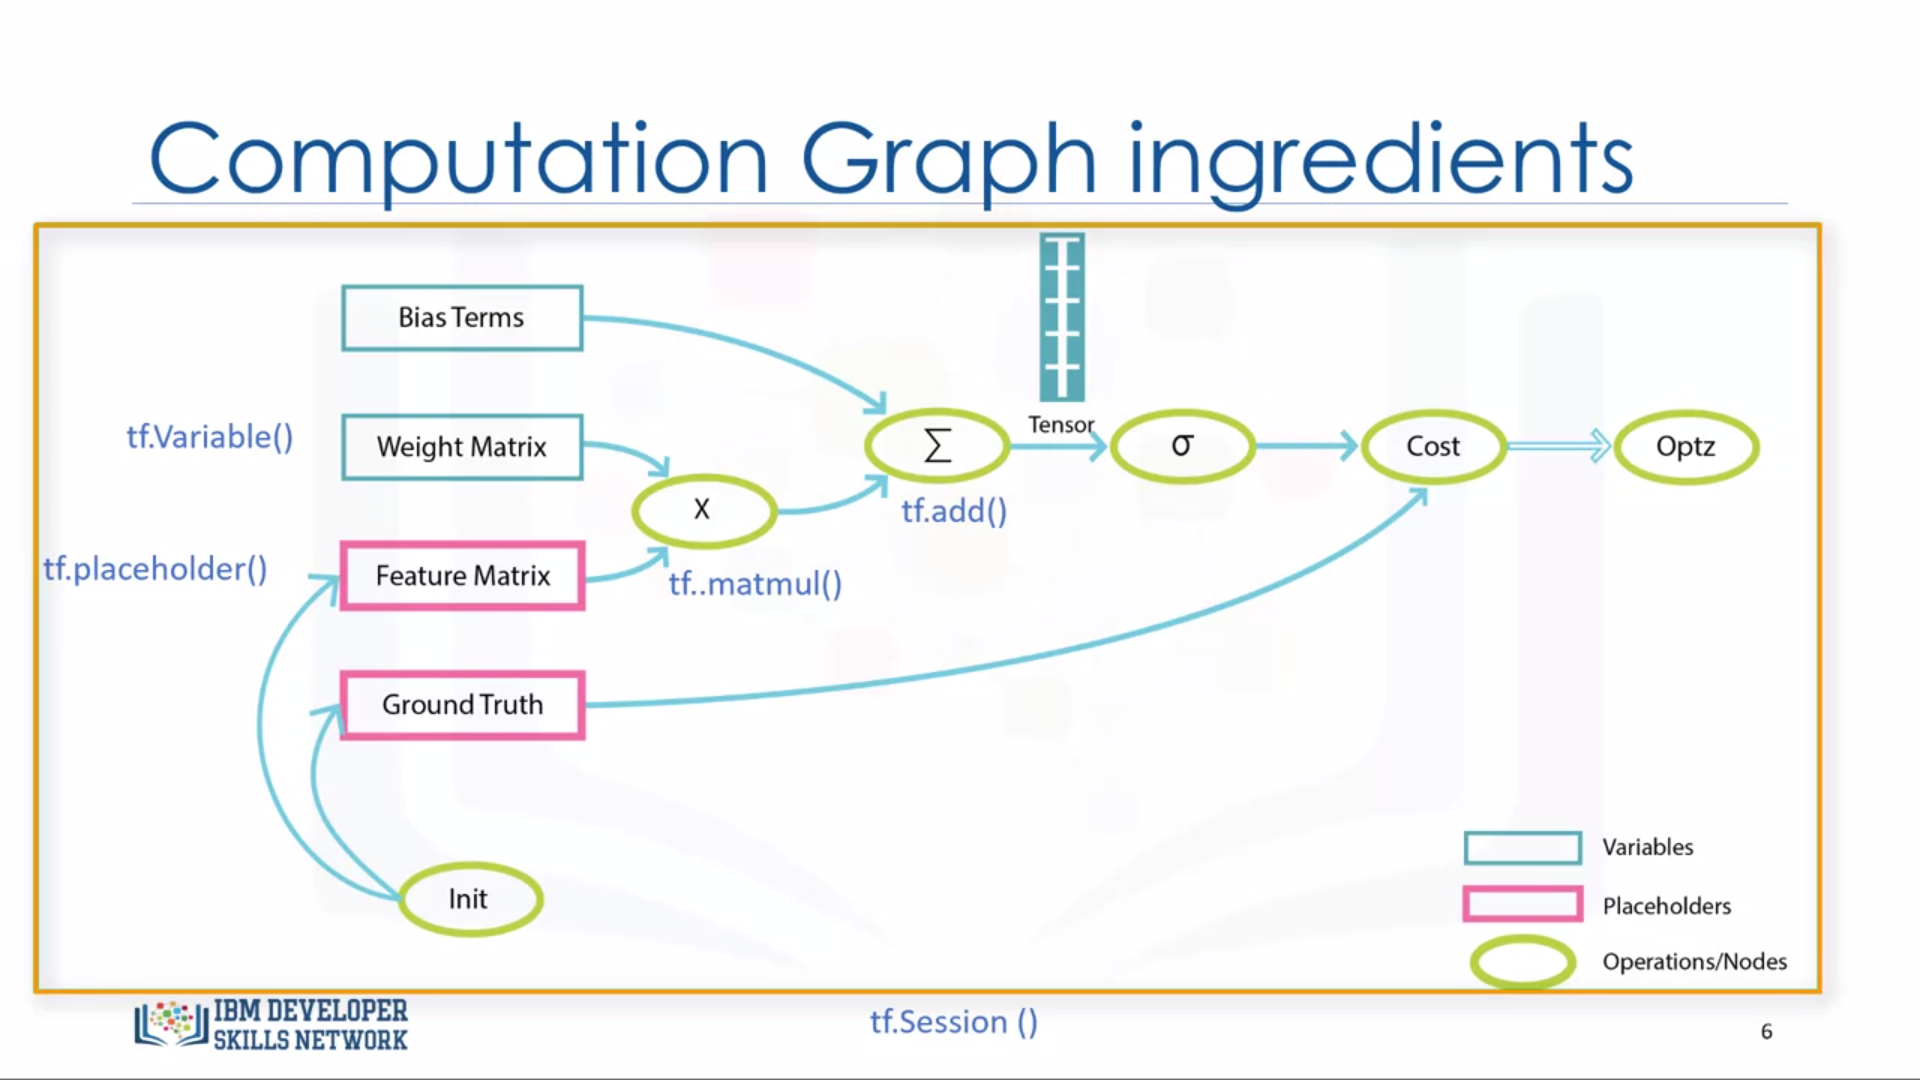 Computation Graph ingredients
Bias Terms
tf.Variable()
Weight Matrix
X
∑
tf.add()
Tensor
σ
Cost
Optz
tf.placeholder()
Feature Matrix
tf..matmul()
Ground Truth
Init
Variables
Placeholders
Operations/Nodes
IBM DEVELOPER
SKILLS NETWORK
tf.Session ()
6